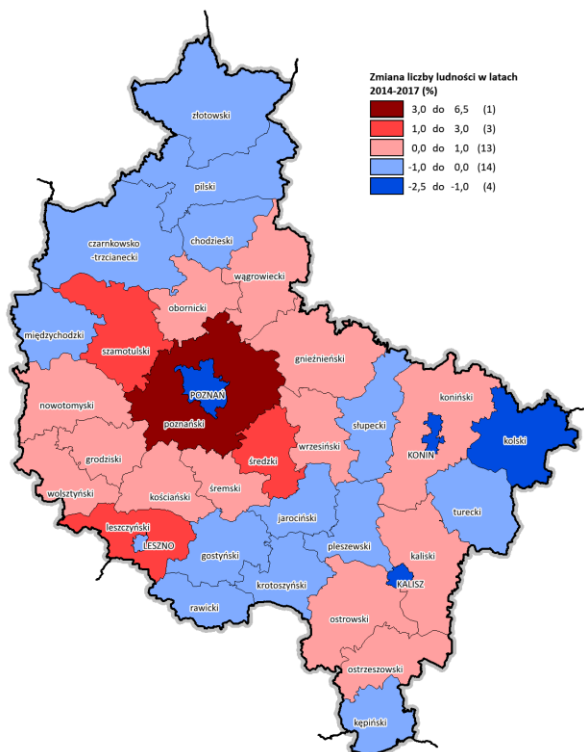 Zmiana liczby ludności w latach
2014-2017 (%)
3,0 do 6,5 (1)
1,0 do 3,0 (3)
0,0 do 1,0 (13)
-1,0 do 0,0 (14)
-2,5 do -1,0 (4)
złotowski
pilski
chodzieski
czarnkowsko
-trzcianecki
wągrowiecki
obornicki
międzychodzki
szamotulski
gnieźnieński
POZNAŃ
nowotomyski
poznański
słupecki
koniński
KONIN
kolski
wrzesiński
średzki
grodziski
śremski
wolsztyński
kościański
turecki
jarociński
leszczyński
LESZNO
gostyński
pleszewski
kaliski
KALISZ
krotoszyński
rawicki
ostrowski
ostrzeszowski
kępiński